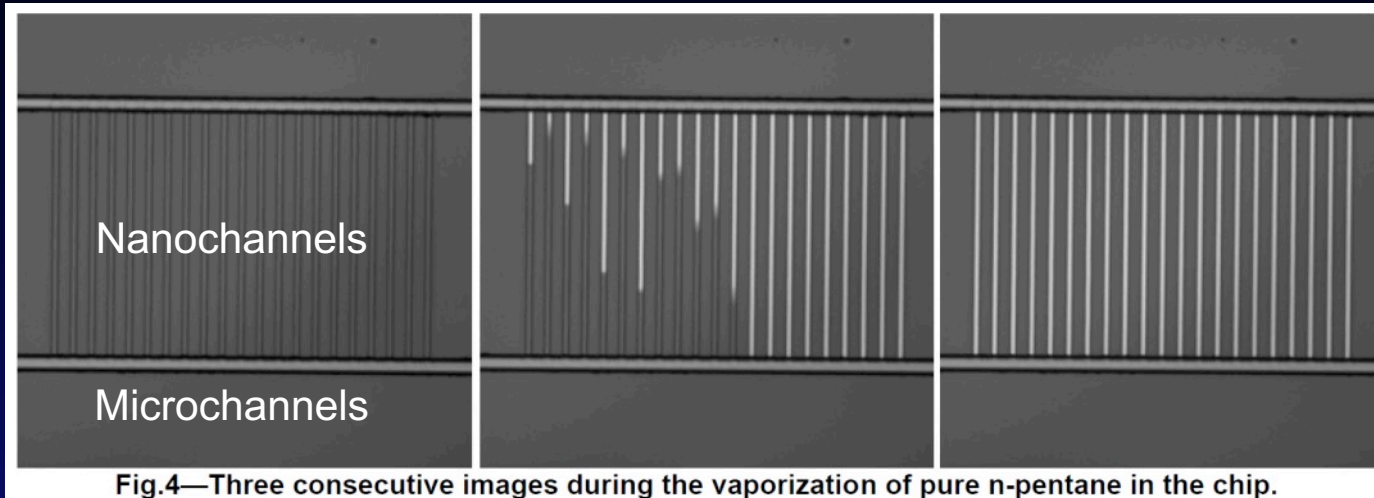 Nanochannels
Microchannels
Fig.4—Three consecutive images during the vaporization of pure n-pentane in the chip.